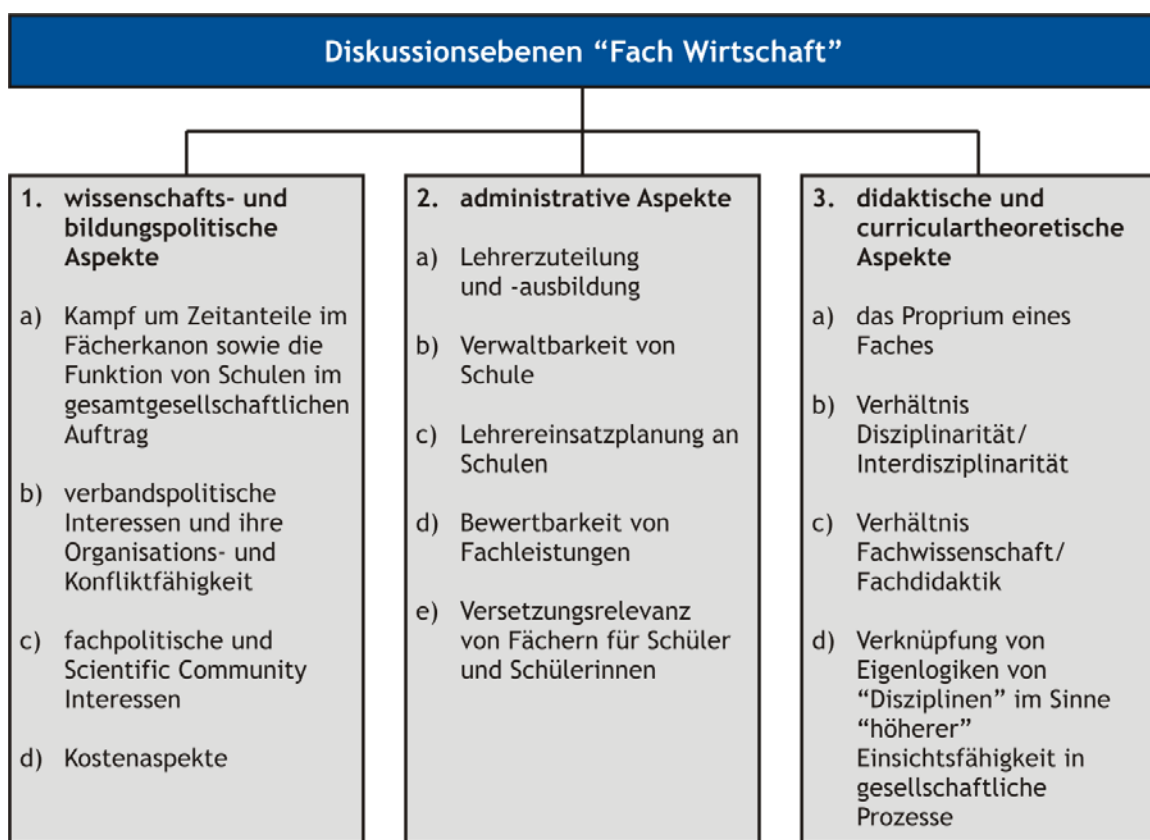 Diskussionsebenen “Fach Wirtschaft”
1. wissenschafts- und
bildungspolitische
Aspekte
a) Kampf um Zeitanteile im
Fächerkanon sowie die
Funktion von Schulen im
gesamtgesellschaftlichen
Auftrag
b) verbandspolitische
Interessen und ihre
Organisations- und
Konfliktfähigkeit
c) fachpolitische und
Scientific Community
Interessen
d) Kostenaspekte
2. administrative Aspekte
a) Lehrerzuteilung
und -ausbildung
b) Verwaltbarkeit von
Schule
c) Lehrereinsatzplanung an
Schulen
d) Bewertbarkeit von
Fachleistungen
e) Versetzungsrelevanz
von Fächern für Schüler
und Schülerinnen
3. didaktische und
curriculartheoretische
Aspekte
a) das Proprium eines
Faches
b) Verhältnis
Disziplinarität/
Interdisziplinarität
c) Verhältnis
Fachwissenschaft/
Fachdidaktik
d) Verknüpfung von
Eigenlogiken von
“Disziplinen” im Sinne
“höherer”
Einsichtsfähigkeit in
gesellschaftliche
Prozesse